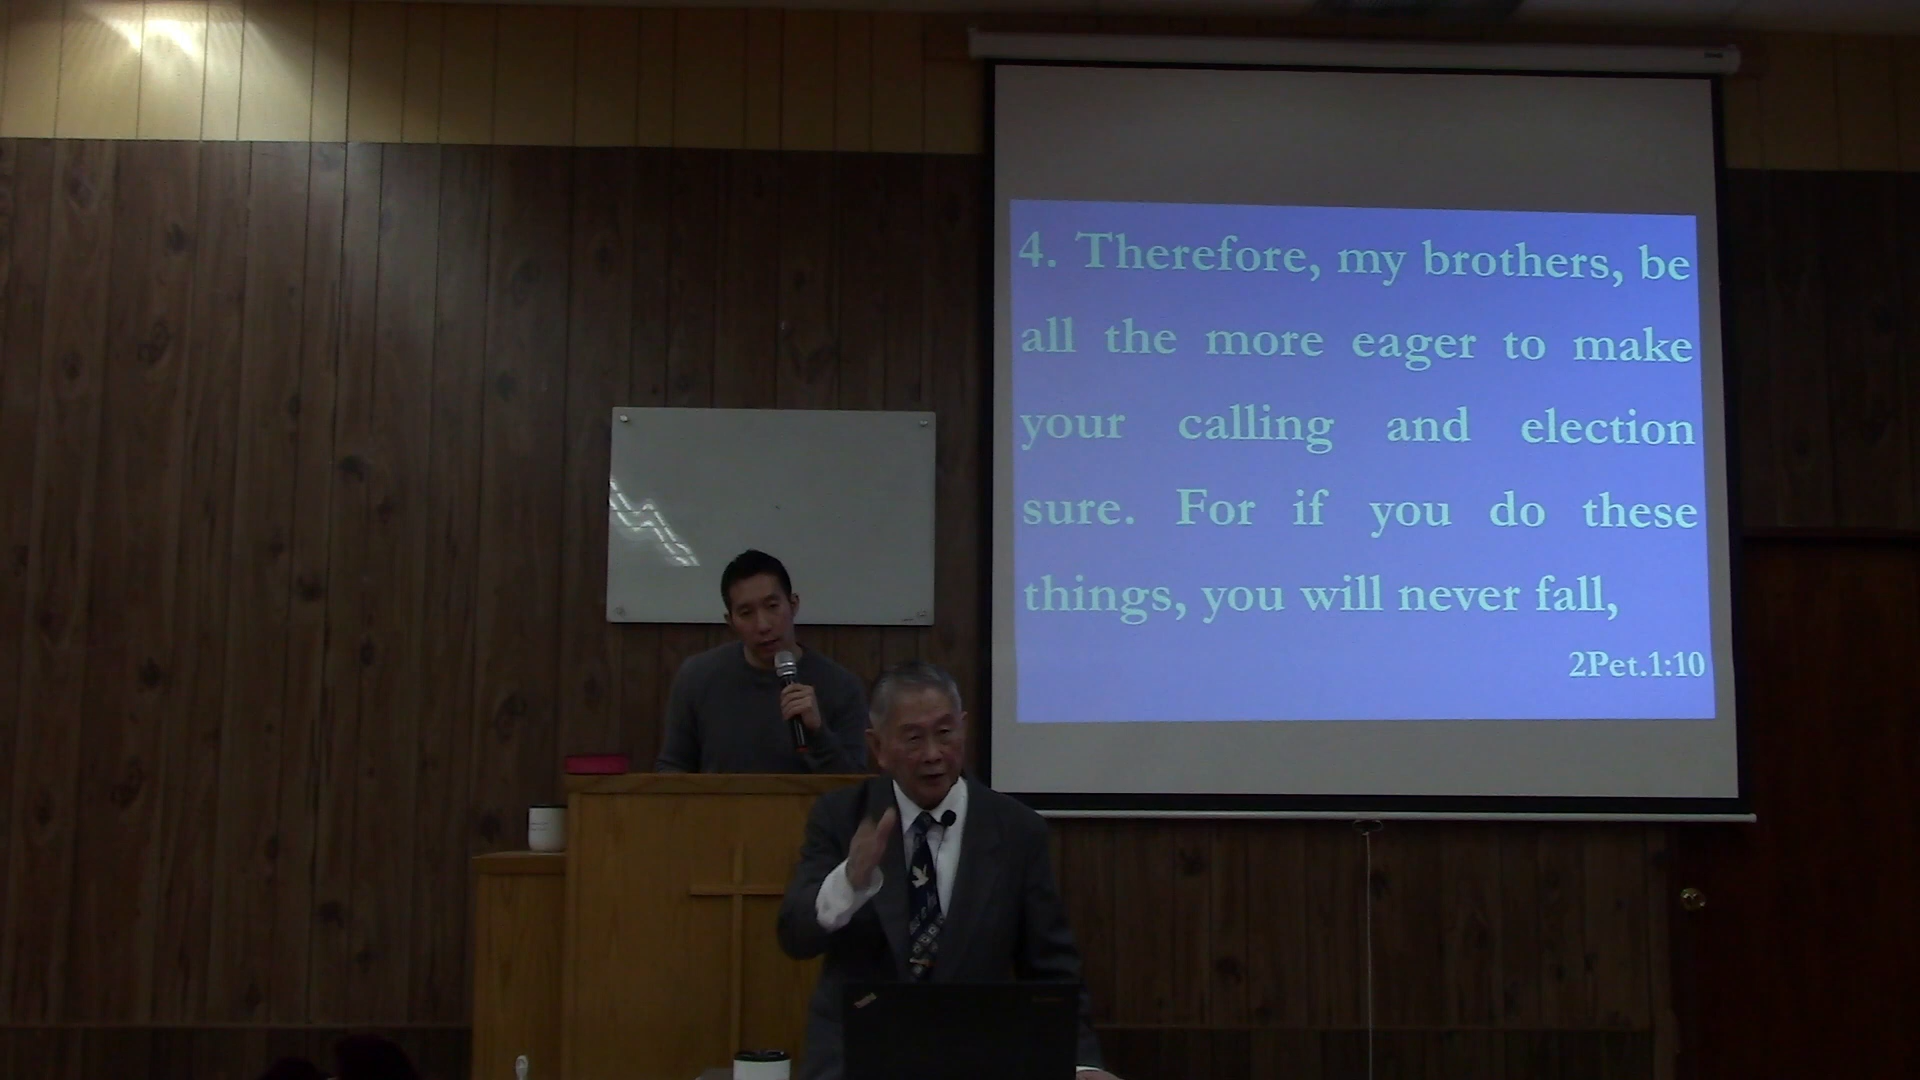 4. Therefore, my brothers, be
all the more eager to make
your calling and election
sure. For if you do these
things, you will never fall,
2Pet.1:10